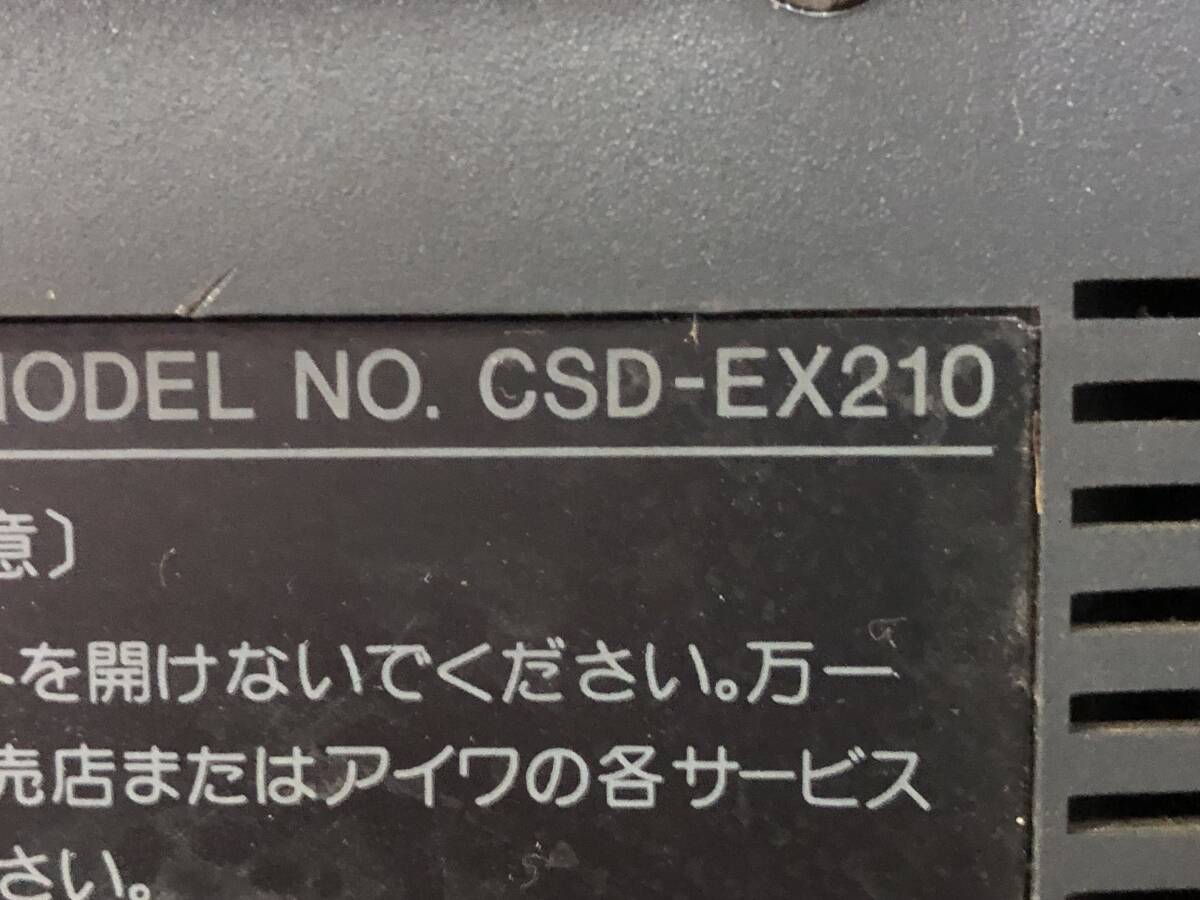 MODEL NO. CSD-EX210
意〕
トを開けないでください。万一
売店またはアイワの各サービス
さい。